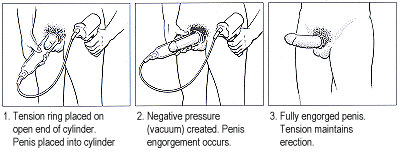 1. Tension ring placed on
open end of cylinder.
Penis placed into cylinder
2. Negative pressure
(vacuum) created. Penis
engorgement occurs.
3. Fully engorged penis.
Tension maintains
erection.